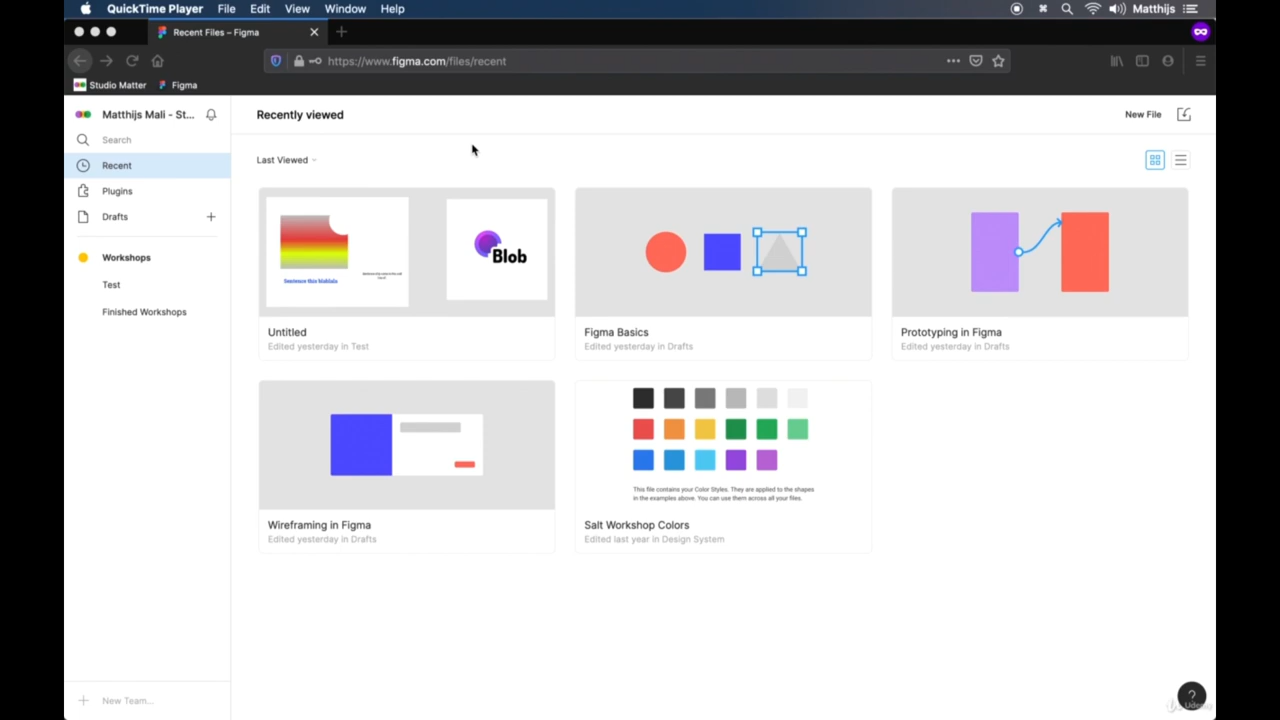 QuickTime Player File Edit View Window Help Matthijs
Recent Files – Figma
https://www.figma.com/files/recent
Studio Matter Figma
Matthijs Mali - St...
Recently viewed
New File
Search
Recent
Last Viewed
Plugins
Drafts
Workshops
Test
Finished Workshops
Blob
Untitled
Edited yesterday in Test
Figma Basics
Edited yesterday in Drafts
Prototyping in Figma
Edited yesterday in Drafts
This file contains your Color Styles. They are applied to the shapes
in the examples above. You can use them across all your files.
Wireframing in Figma
Edited yesterday in Drafts
Salt Workshop Colors
Edited last year in Design System
New Team...
?
Udemy